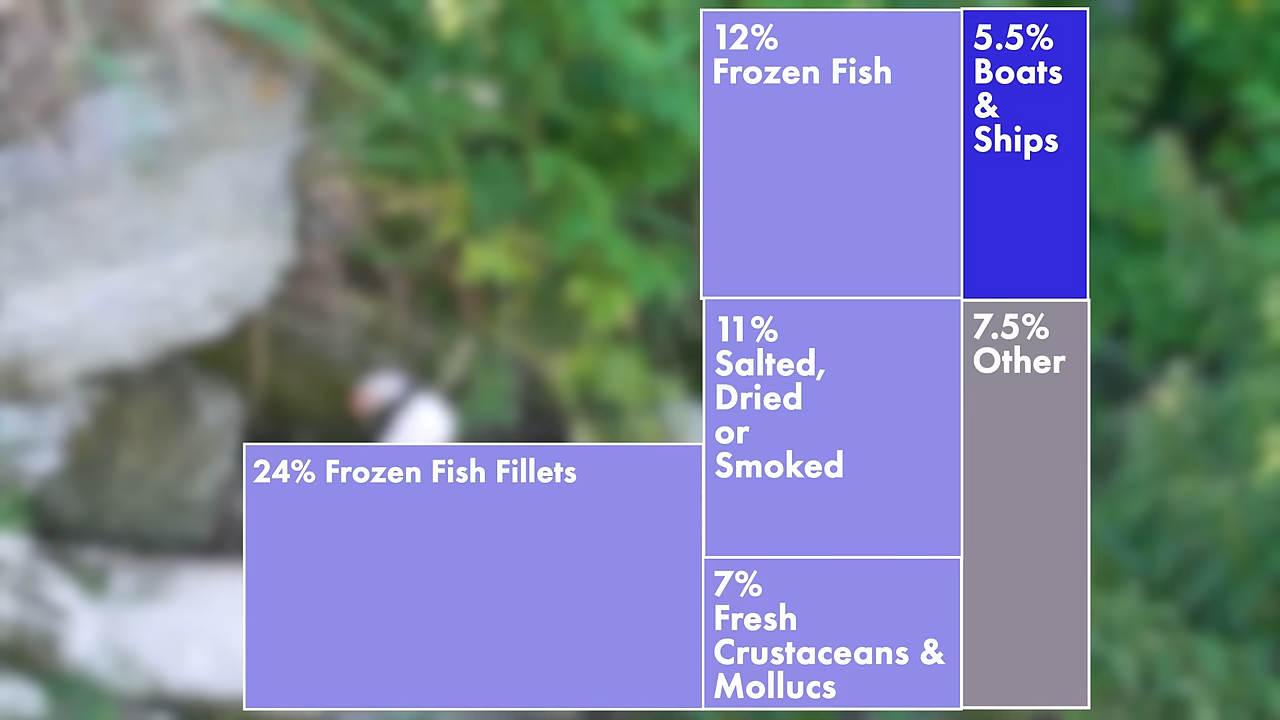 12%
Frozen Fish
5.5%
Boats
&
Ships
11%
Salted,
Dried
or
Smoked
7.5%
Other
24% Frozen Fish Fillets
7%
Fresh
Crustaceans &
Mollucs